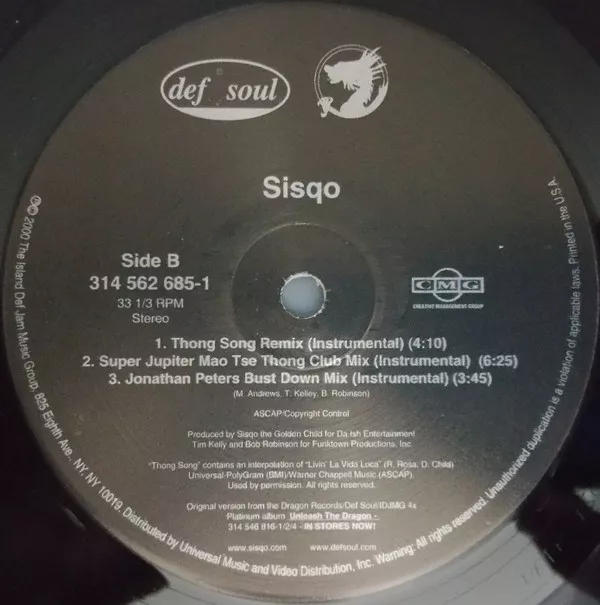 def soul
Sisqo
Side B
314 562 685-1
33 1/3 RPM
Stereo
CMG
CREATIVE MANAGEMENT GROUP
1. Thong Song Remix (Instrumental) (4:10)
2. Super Jupiter Mao Tse Thong Club Mix (Instrumental) (6:25)
3. Jonathan Peters Bust Down Mix (Instrumental) (3:45)
(M. Andrews, T. Kelley, B. Robinson)
ASCAP/Copyright Control
Produced by Sisqo the Golden Child for Da Ish Entertainment
Tim Kelly and Bob Robinson for Funktown Productions, Inc.
"Thong Song" contains an interpolation of "Livin' La Vida Loca" (R. Rosa, D. Child)
Universal-PolyGram (BMI)/Warner Chappell Music (ASCAP).
Used by permission. All rights reserved.
Original version from the Dragon Records/Def Soul/IDJMG 4x
Platinum album Unleash The Dragon -
314 546 816-1/2/4 - IN STORES NOW!
www.sisqo.com www.defsoul.com
℗© 2000 The Island Def Jam Music Group, 825 Eighth Ave., NY, NY 10019. Distributed by Universal Music and Video Distribution, Inc. Warning: All rights reserved. Unauthorized duplication is a violation of applicable laws. Printed in the U.S.A.